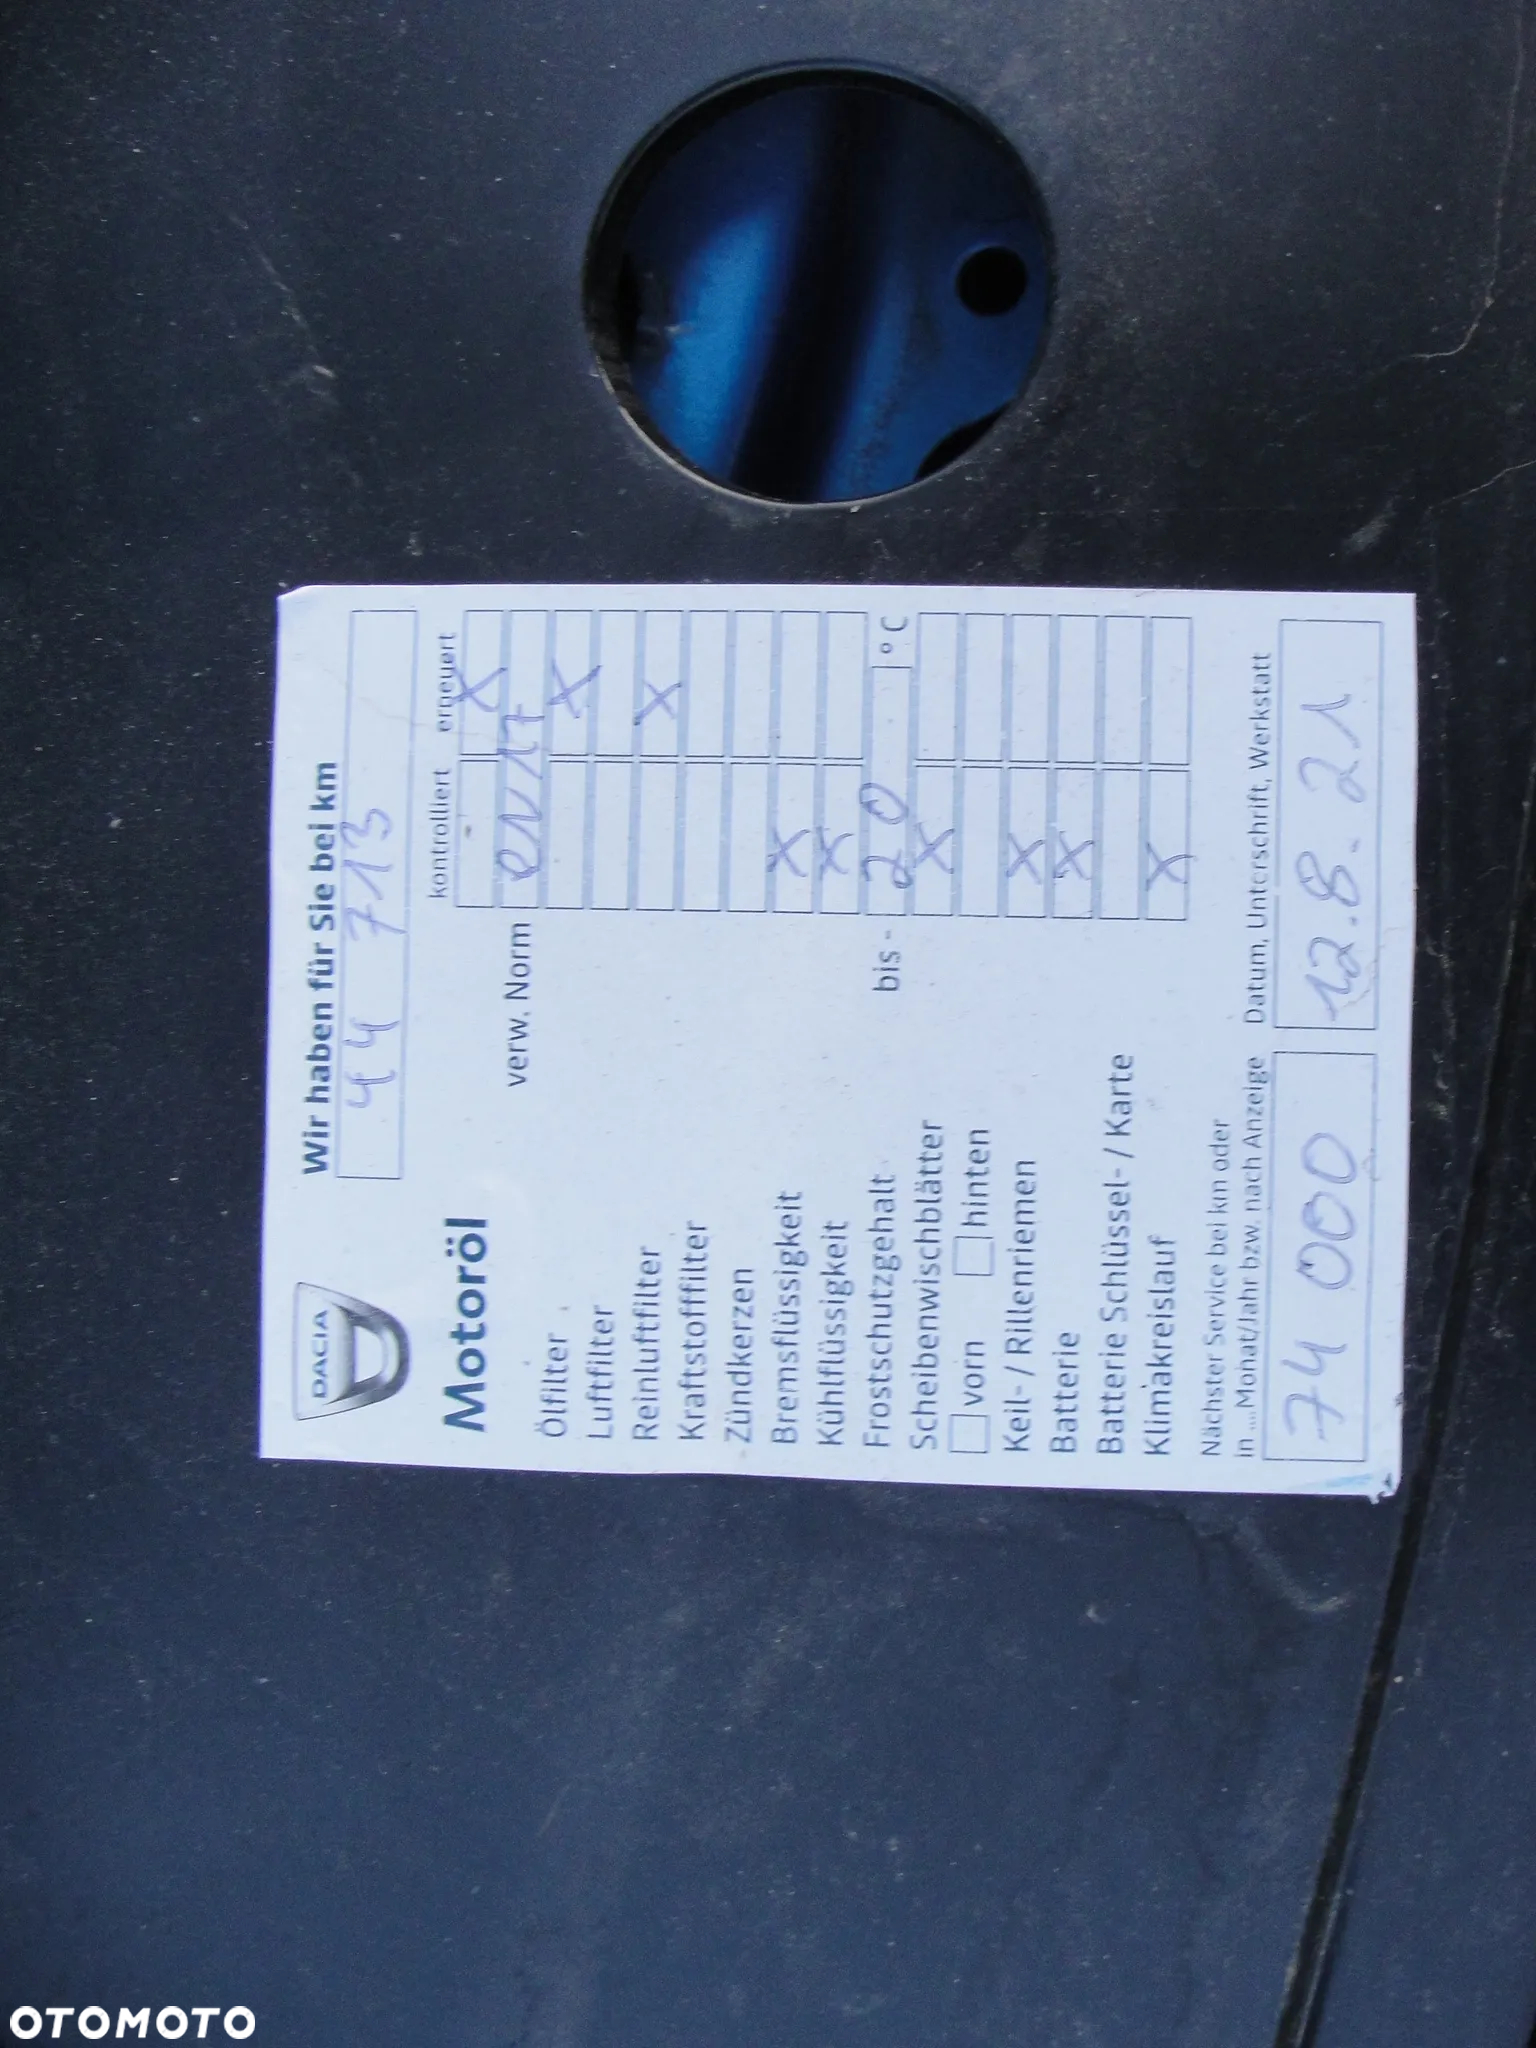 DACIA
Wir haben für Sie bei km
44 713
Motoröl
kontrolliert erneuert
X
verw. Norm RN17
Ölfilter X
Luftfilter
Reinluftfilter X
Kraftstofffilter
Zündkerzen
Bremsflüssigkeit X
Kühlflüssigkeit X
Frostschutzgehalt bis - 20 °C
Scheibenwischblätter X
vorn hinten
Keil- / Rillenriemen X
Batterie X
Batterie Schlüssel- / Karte
Klimakreislauf X
Nächster Service bei km oder
in ....Monat/Jahr bzw. nach Anzeige Datum, Unterschrift, Werkstatt
74 000 12.8.21
OTOMOTO